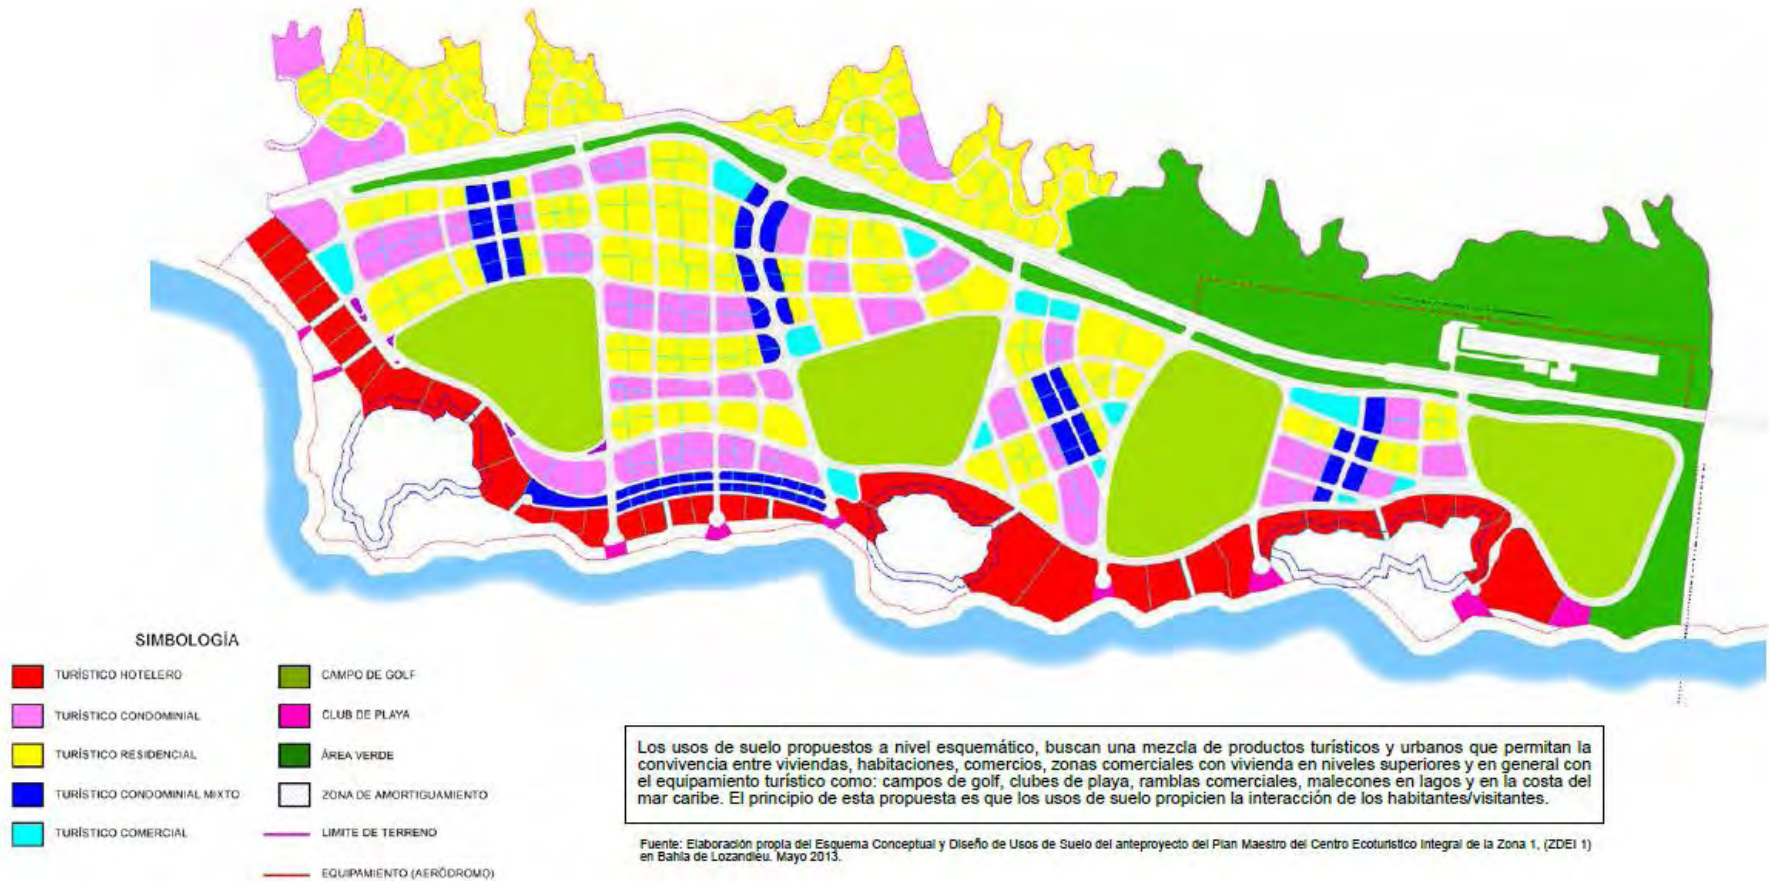 SIMBOLOGÍA
TURÍSTICO HOTELERO
TURÍSTICO CONDOMINIAL
TURÍSTICO RESIDENCIAL
TURÍSTICO CONDOMINIAL MIXTO
TURÍSTICO COMERCIAL
CAMPO DE GOLF
CLUB DE PLAYA
ÁREA VERDE
ZONA DE AMORTIGUAMIENTO
LIMITE DE TERRENO
EQUIPAMIENTO (AERÓDROMO)
Los usos de suelo propuestos a nivel esquemático, buscan una mezcla de productos turísticos y urbanos que permitan la
convivencia entre viviendas, habitaciones, comercios, zonas comerciales con vivienda en niveles superiores y en general con
el equipamiento turístico como: campos de golf, clubes de playa, ramblas comerciales, malecones en lagos y en la costa del
mar caribe. El principio de esta propuesta es que los usos de suelo propicien la interacción de los habitantes/visitantes.
Fuente: Elaboración propia del Esquema Conceptual y Diseño de Usos de Suelo del anteproyecto del Plan Maestro del Centro Ecoturistico Integral de la Zona 1, (ZDEI 1)
en Bahía de Lozandieu. Mayo 2013.